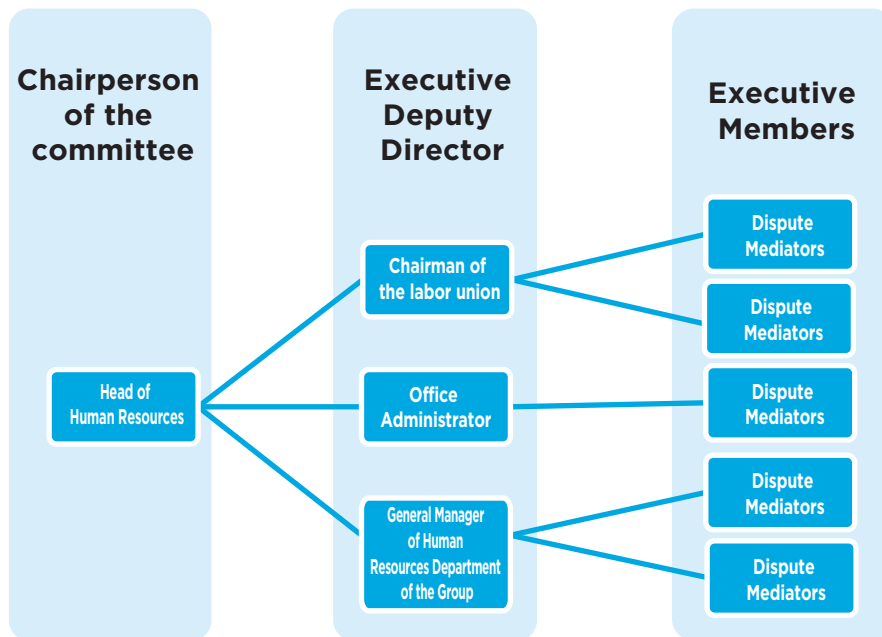 Chairperson
of the
committee
Head of
Human Resources
Executive
Deputy
Director
Chairman of
the labor union
Office
Administrator
General Manager
of Human
Resources Department
of the Group
Executive
Members
Dispute
Mediators
Dispute
Mediators
Dispute
Mediators
Dispute
Mediators
Dispute
Mediators